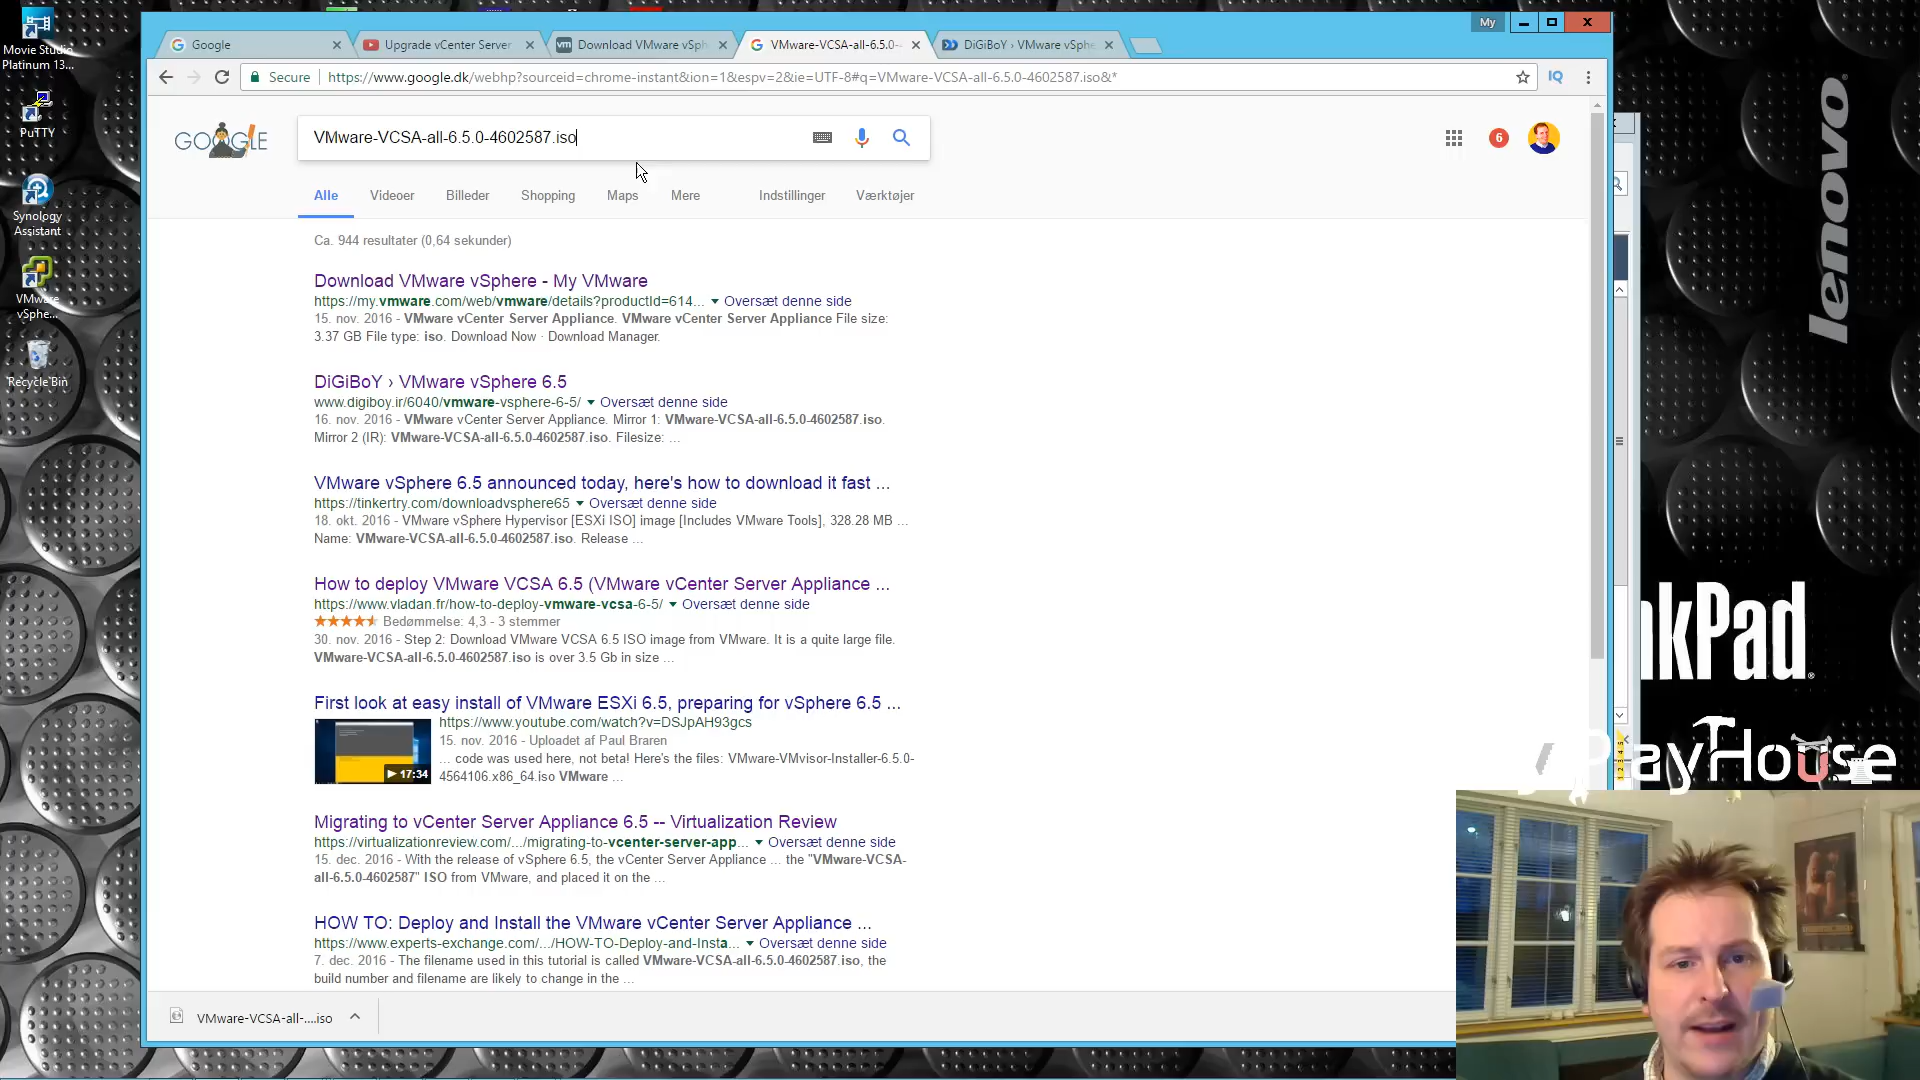 Movie Studio
Platinum 13...
PuTTY
Synology
Assistant
VMware
vSphe...
Recycle Bin
My
Google
Upgrade vCenter Server
Download VMware vSph
VMware-VCSA-all-6.5.0-
DiGiBoY › VMware vSphe
Secure
https://www.google.dk/webhp?sourceid=chrome-instant&ion=1&espv=2&ie=UTF-8#q=VMware-VCSA-all-6.5.0-4602587.iso&*
GOOGLE
VMware-VCSA-all-6.5.0-4602587.iso
6
Alle
Videoer
Billeder
Shopping
Maps
Mere
Indstillinger
Værktøjer
Ca. 944 resultater (0,64 sekunder)
Download VMware vSphere - My VMware
https://my.vmware.com/web/vmware/details?productId=614... Oversæt denne side
15. nov. 2016 - VMware vCenter Server Appliance. VMware vCenter Server Appliance File size:
3.37 GB File type: iso. Download Now · Download Manager.
DiGiBoY › VMware vSphere 6.5
www.digiboy.ir/6040/vmware-vsphere-6-5/ Oversæt denne side
16. nov. 2016 - VMware vCenter Server Appliance. Mirror 1: VMware-VCSA-all-6.5.0-4602587.iso.
Mirror 2 (IR): VMware-VCSA-all-6.5.0-4602587.iso. Filesize: ...
VMware vSphere 6.5 announced today, here's how to download it fast ...
https://tinkertry.com/downloadvsphere65 Oversæt denne side
18. okt. 2016 - VMware vSphere Hypervisor [ESXi ISO] image [Includes VMware Tools], 328.28 MB ...
Name: VMware-VCSA-all-6.5.0-4602587.iso. Release ...
How to deploy VMware VCSA 6.5 (VMware vCenter Server Appliance ...
https://www.vladan.fr/how-to-deploy-vmware-vcsa-6-5/ Oversæt denne side
Bedømmelse: 4,3 - 3 stemmer
30. nov. 2016 - Step 2: Download VMware VCSA 6.5 ISO image from VMware. It is a quite large file.
VMware-VCSA-all-6.5.0-4602587.iso is over 3.5 Gb in size ...
First look at easy install of VMware ESXi 6.5, preparing for vSphere 6.5 ...
https://www.youtube.com/watch?v=DSJpAH93gcs
15. nov. 2016 - Uploadet af Paul Braren
... code was used here, not beta! Here's the files: VMware-VMvisor-Installer-6.5.0-
4564106.x86_64.iso VMware ...
17:34
Migrating to vCenter Server Appliance 6.5 -- Virtualization Review
https://virtualizationreview.com/.../migrating-to-vcenter-server-app... Oversæt denne side
15. dec. 2016 - With the release of vSphere 6.5, the vCenter Server Appliance ... the "VMware-VCSA-
all-6.5.0-4602587" ISO from VMware, and placed it on the ...
HOW TO: Deploy and Install the VMware vCenter Server Appliance ...
https://www.experts-exchange.com/.../HOW-TO-Deploy-and-Insta... Oversæt denne side
7. dec. 2016 - The filename used in this tutorial is called VMware-VCSA-all-6.5.0-4602587.iso, the
build number and filename are likely to change in the ...
VMware-VCSA-all-....iso
lenovo
nkPad
PlayHouse